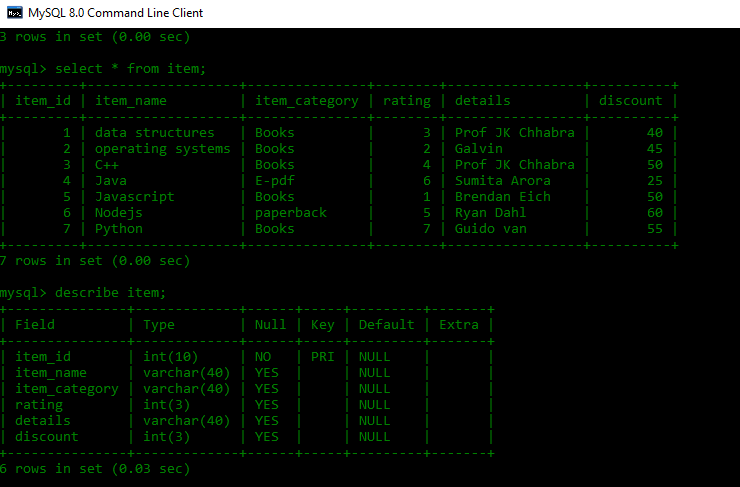 MySQL 8.0 Command Line Client
3 rows in set (0.00 sec)
mysql> select * from item;
+---------+-------------------+---------------+--------+-----------------+----------+
| item_id | item_name         | item_category | rating | details         | discount |
+---------+-------------------+---------------+--------+-----------------+----------+
|       1 | data structures   | Books         |      3 | Prof JK Chhabra |       40 |
|       2 | operating systems | Books         |      2 | Galvin          |       45 |
|       3 | C++               | Books         |      4 | Prof JK Chhabra |       50 |
|       4 | Java              | E-pdf         |      6 | Sumita Arora    |       25 |
|       5 | Javascript        | Books         |      1 | Brendan Eich    |       50 |
|       6 | Nodejs            | paperback     |      5 | Ryan Dahl       |       60 |
|       7 | Python            | Books         |      7 | Guido van       |       55 |
+---------+-------------------+---------------+--------+-----------------+----------+
7 rows in set (0.00 sec)
mysql> describe item;
+---------------+-------------+------+-----+---------+-------+
| Field         | Type        | Null | Key | Default | Extra |
+---------------+-------------+------+-----+---------+-------+
| item_id       | int(10)     | NO   | PRI | NULL    |       |
| item_name     | varchar(40) | YES  |     | NULL    |       |
| item_category | varchar(40) | YES  |     | NULL    |       |
| rating        | int(3)      | YES  |     | NULL    |       |
| details       | varchar(40) | YES  |     | NULL    |       |
| discount      | int(3)      | YES  |     | NULL    |       |
+---------------+-------------+------+-----+---------+-------+
6 rows in set (0.03 sec)